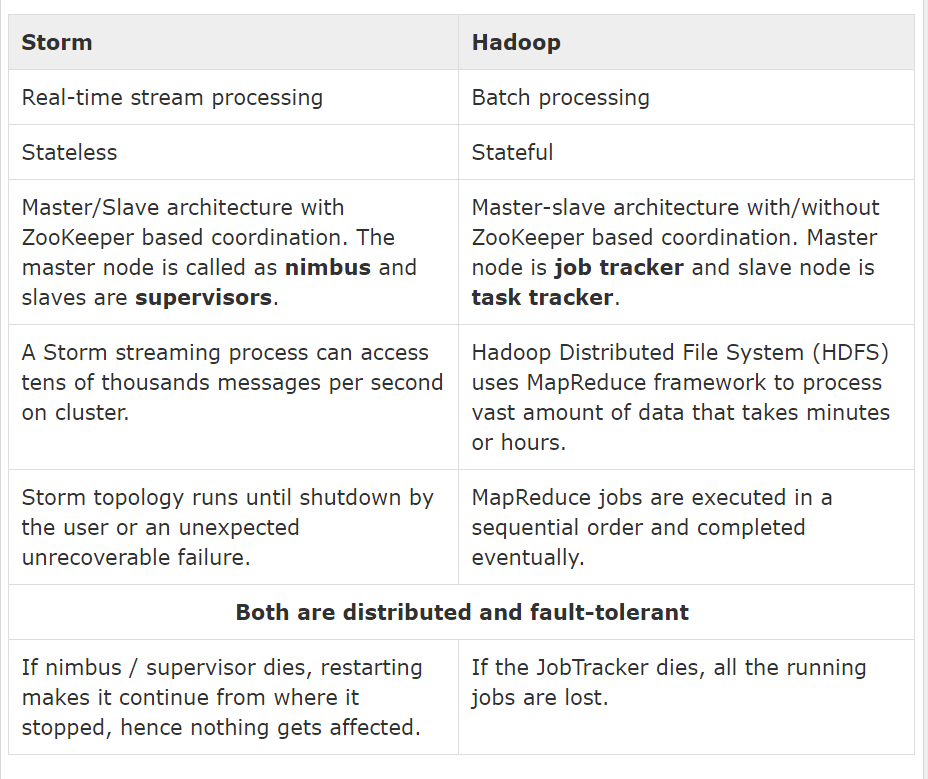 Storm
Hadoop
Real-time stream processing
Batch processing
Stateless
Stateful
Master/Slave architecture with
ZooKeeper based coordination. The
master node is called as nimbus and
slaves are supervisors.
Master-slave architecture with/without
ZooKeeper based coordination. Master
node is job tracker and slave node is
task tracker.
A Storm streaming process can access
tens of thousands messages per second
on cluster.
Hadoop Distributed File System (HDFS)
uses MapReduce framework to process
vast amount of data that takes minutes
or hours.
Storm topology runs until shutdown by
the user or an unexpected
unrecoverable failure.
MapReduce jobs are executed in a
sequential order and completed
eventually.
Both are distributed and fault-tolerant
If nimbus / supervisor dies, restarting
makes it continue from where it
stopped, hence nothing gets affected.
If the JobTracker dies, all the running
jobs are lost.